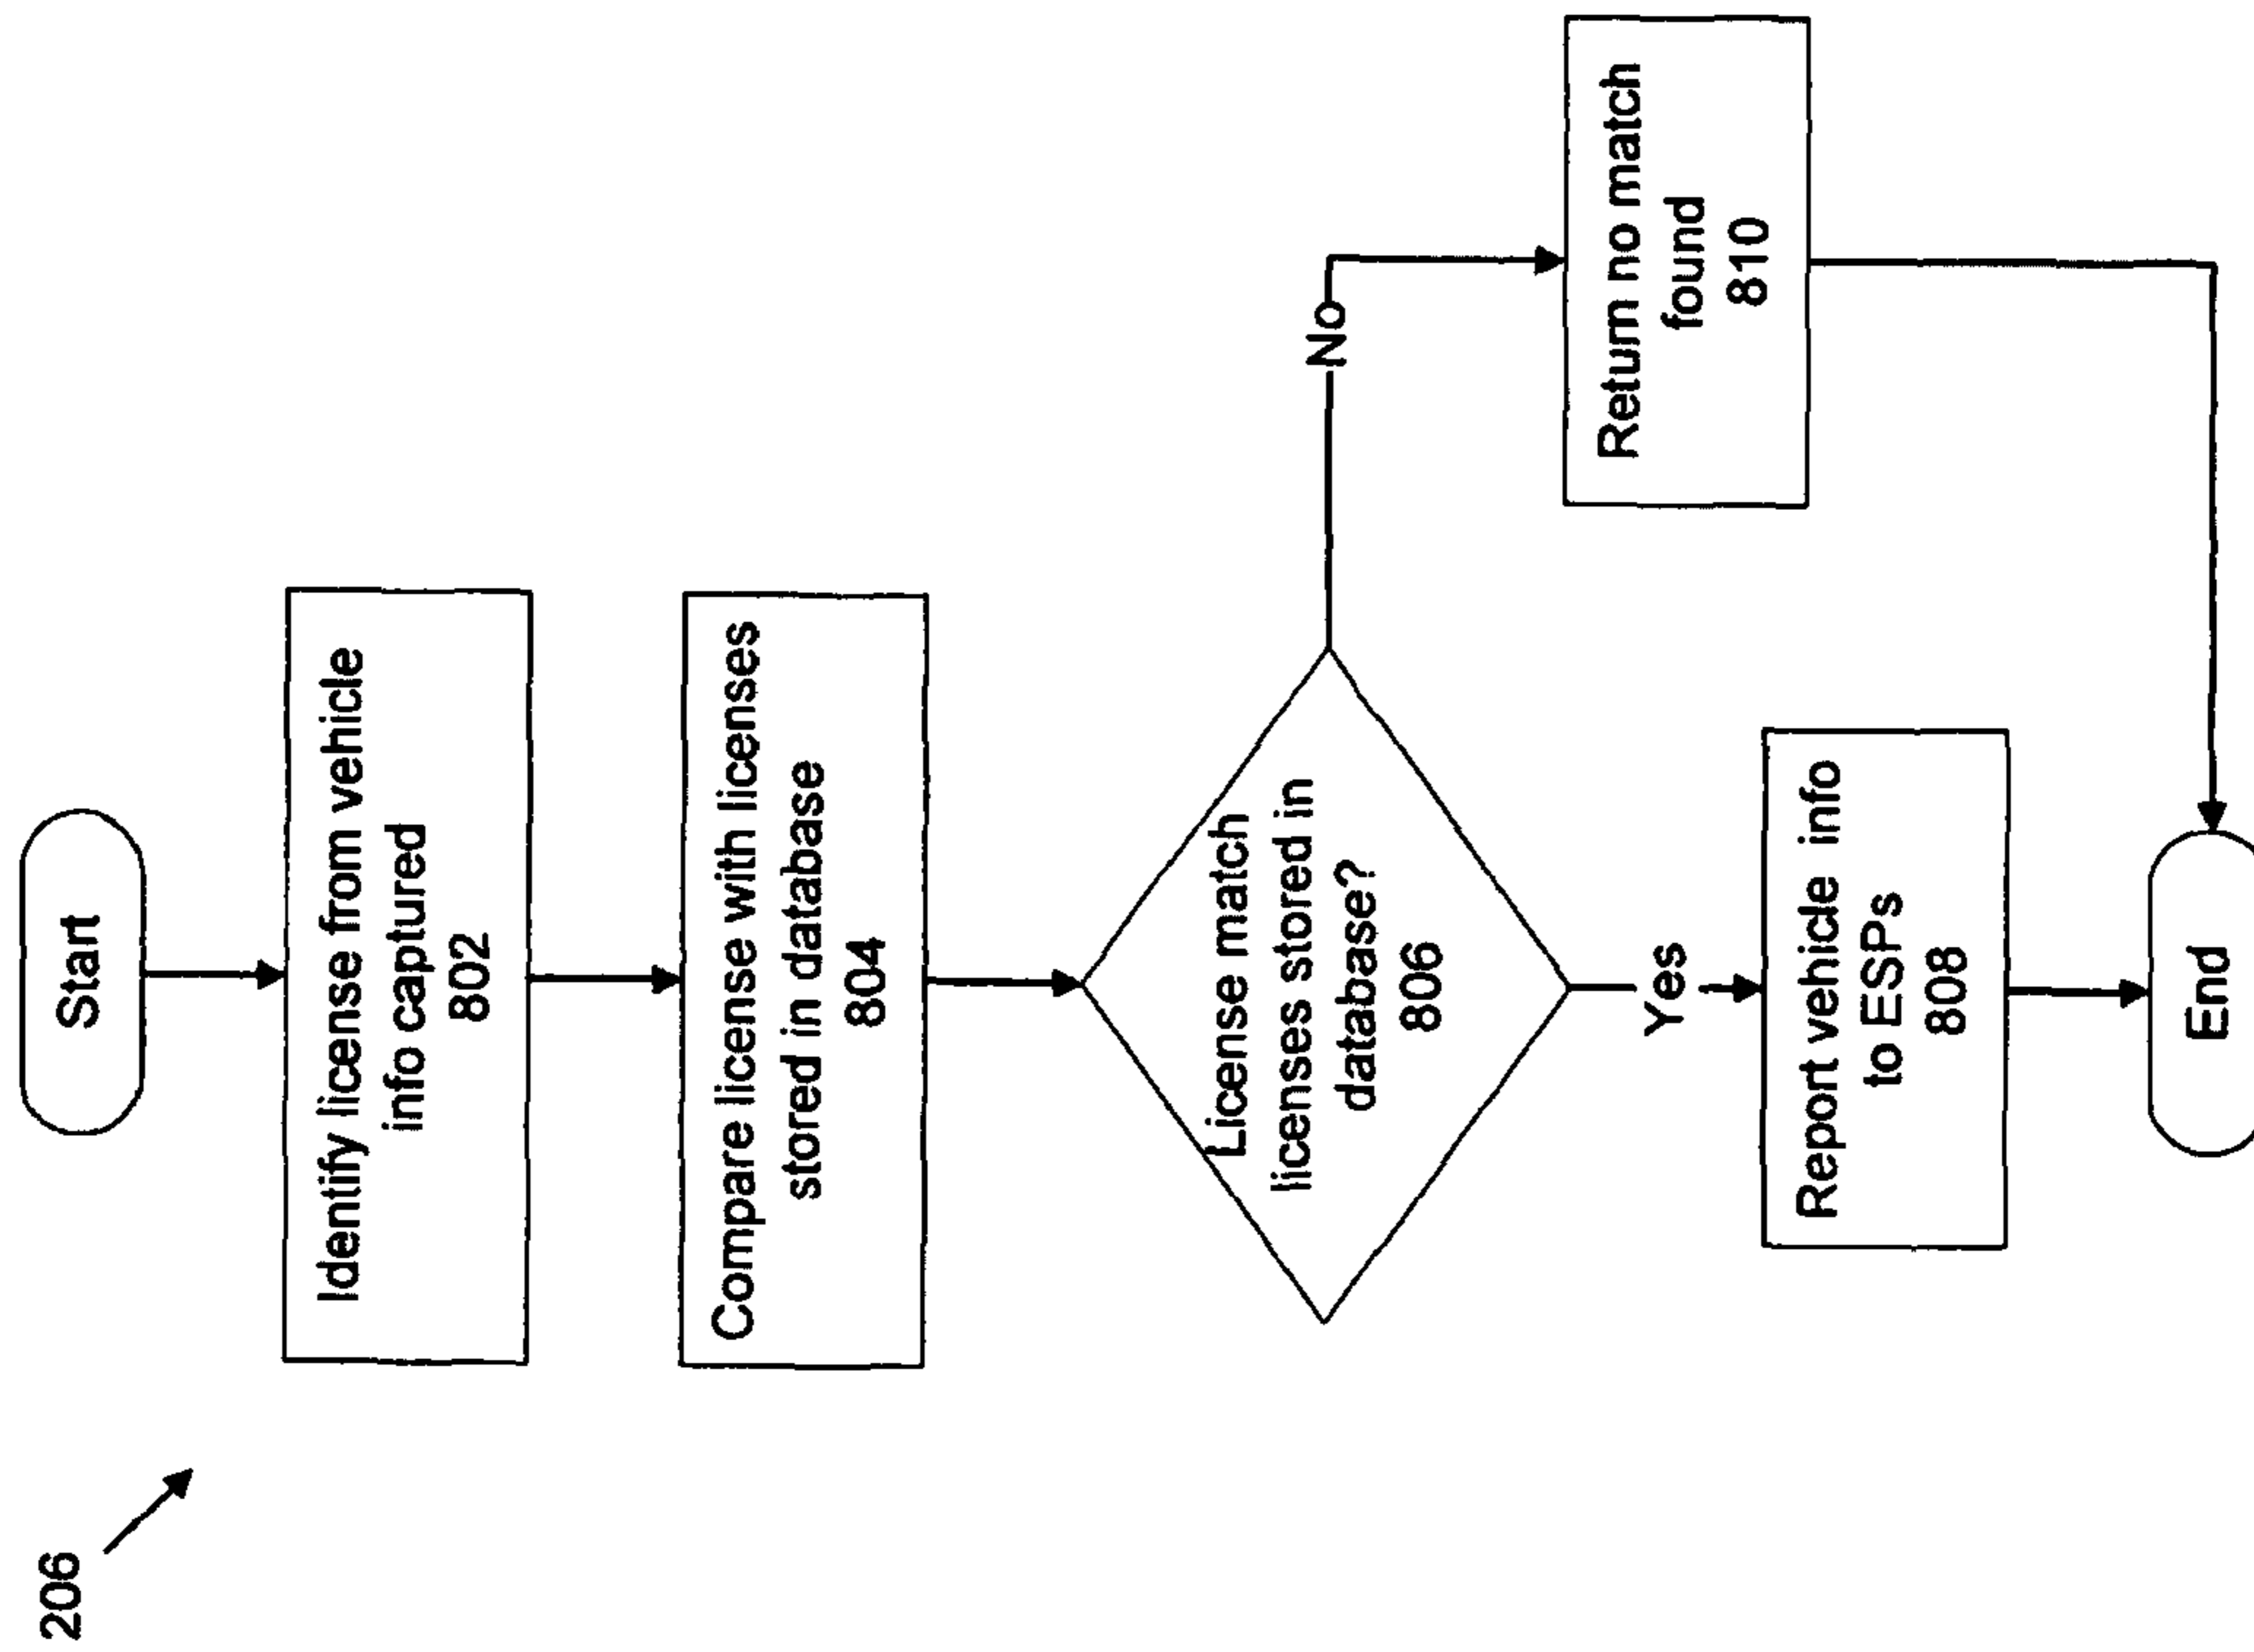 206
Start
Identify license from vehicle
info captured
802
Compare license with licenses
stored in database
804
License match
licenses stored in
database?
806
No
Yes
Return no match
found
810
Report vehicle info
to ESPs
808
End